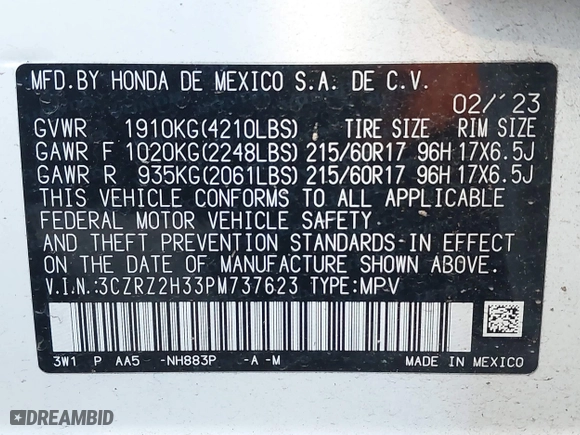 MFD.BY HONDA DE MEXICO S.A. DE C.V.
02/'23
GVWR 1910KG(4210LBS) TIRE SIZE RIM SIZE
GAWR F 1020KG(2248LBS) 215/60R17 96H 17X6.5J
GAWR R 935KG(2061LBS) 215/60R17 96H 17X6.5J
THIS VEHICLE CONFORMS TO ALL APPLICABLE
FEDERAL MOTOR VEHICLE SAFETY
AND THEFT PREVENTION STANDARDS IN EFFECT
ON THE DATE OF MANUFACTURE SHOWN ABOVE.
V.I.N.:3CZRZ2H33PM737623 TYPE:MPV
3W1 P AA5 -NH883P -A -M MADE IN MEXICO
DREAMBID